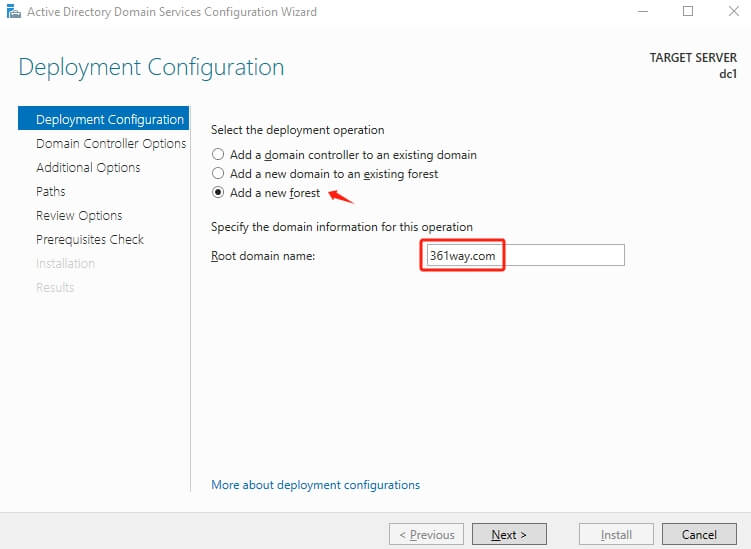 Active Directory Domain Services Configuration Wizard
Deployment Configuration
TARGET SERVER
dc1
Deployment Configuration
Domain Controller Options
Additional Options
Paths
Review Options
Prerequisites Check
Installation
Results
Select the deployment operation
Add a domain controller to an existing domain
Add a new domain to an existing forest
Add a new forest
Specify the domain information for this operation
Root domain name: 361way.com
More about deployment configurations
< Previous Next > Install Cancel